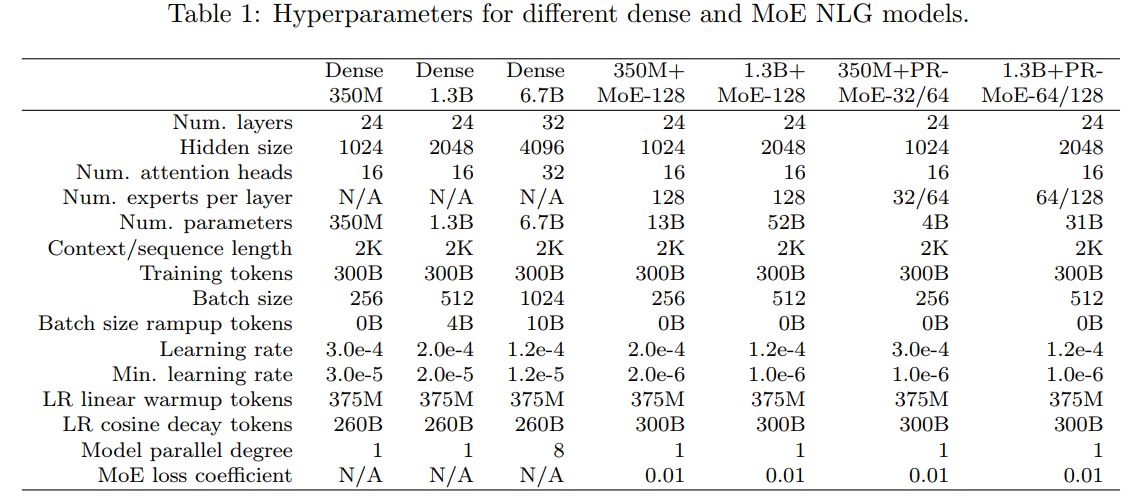 Table 1: Hyperparameters for different dense and MoE NLG models.
Dense Dense Dense 350M+ 1.3B+ 350M+PR- 1.3B+PR-
350M 1.3B 6.7B MoE-128 MoE-128 MoE-32/64 MoE-64/128
Num. layers 24 24 32 24 24 24 24
Hidden size 1024 2048 4096 1024 2048 1024 2048
Num. attention heads 16 16 32 16 16 16 16
Num. experts per layer N/A N/A N/A 128 128 32/64 64/128
Num. parameters 350M 1.3B 6.7B 13B 52B 4B 31B
Context/sequence length 2K 2K 2K 2K 2K 2K 2K
Training tokens 300B 300B 300B 300B 300B 300B 300B
Batch size 256 512 1024 256 512 256 512
Batch size rampup tokens 0B 4B 10B 0B 0B 0B 0B
Learning rate 3.0e-4 2.0e-4 1.2e-4 2.0e-4 1.2e-4 3.0e-4 1.2e-4
Min. learning rate 3.0e-5 2.0e-5 1.2e-5 2.0e-6 1.0e-6 1.0e-6 1.0e-6
LR linear warmup tokens 375M 375M 375M 375M 375M 375M 375M
LR cosine decay tokens 260B 260B 260B 300B 300B 300B 300B
Model parallel degree 1 1 8 1 1 1 1
MoE loss coefficient N/A N/A N/A 0.01 0.01 0.01 0.01